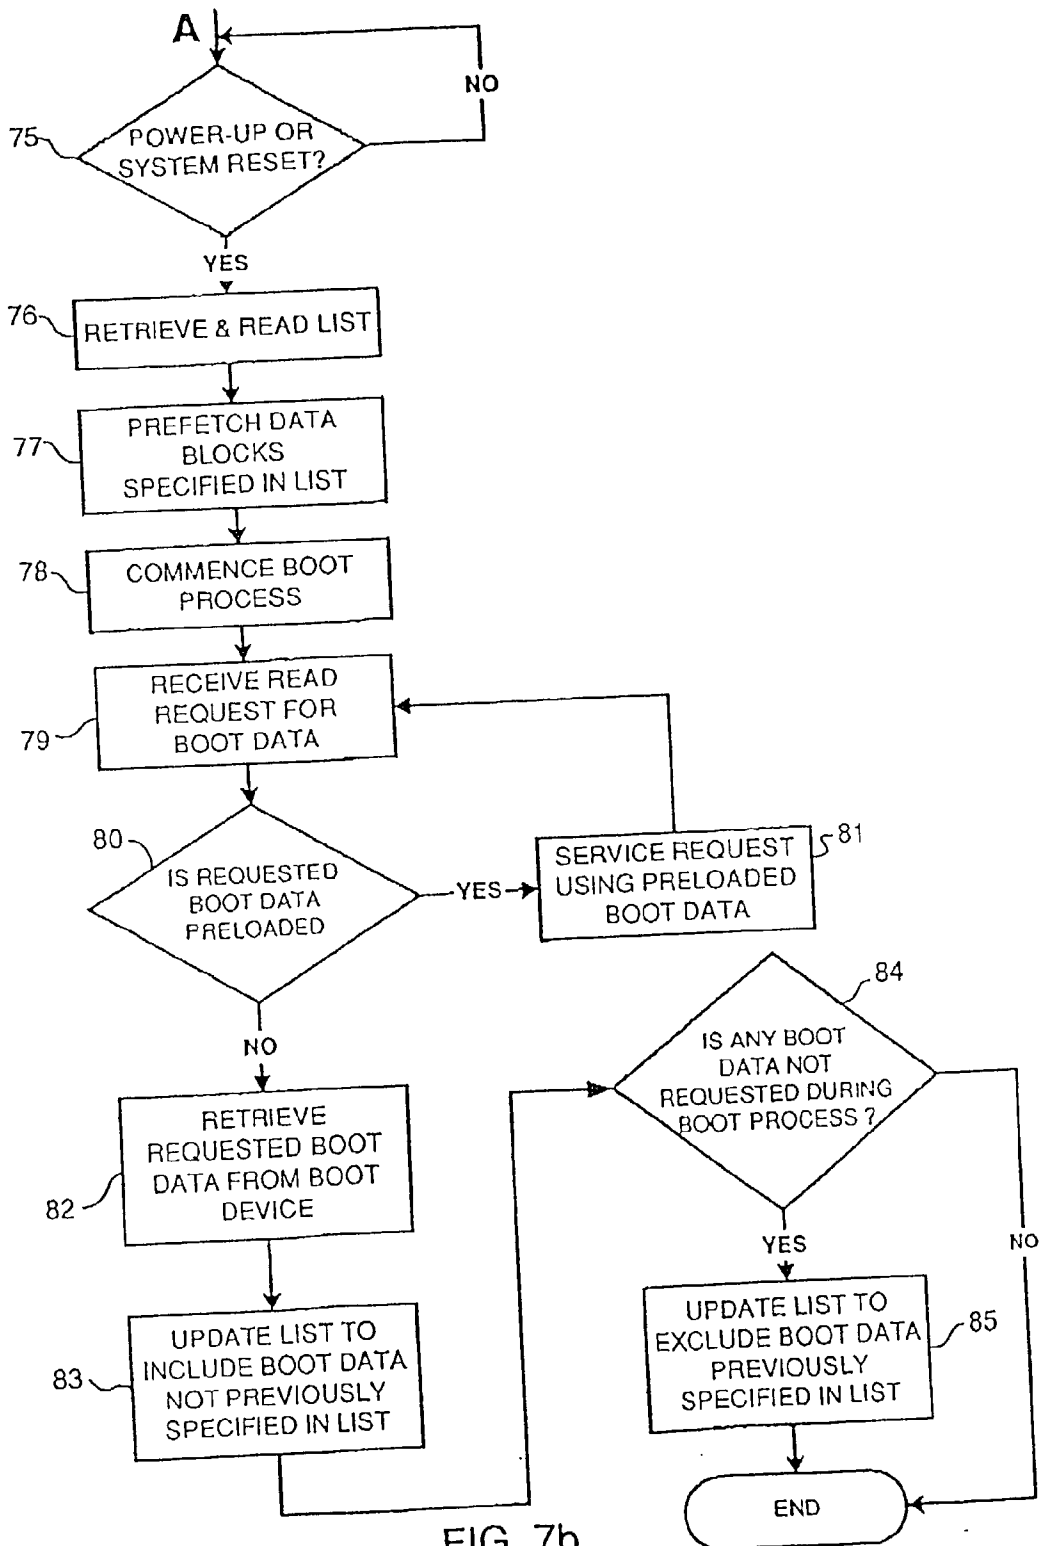 A
NO
75
POWER-UP OR
SYSTEM RESET?
YES
76
RETRIEVE & READ LIST
77
PREFETCH DATA
BLOCKS
SPECIFIED IN LIST
78
COMMENCE BOOT
PROCESS
79
RECEIVE READ
REQUEST FOR
BOOT DATA
80
IS REQUESTED
BOOT DATA
PRELOADED
YES
81
SERVICE REQUEST
USING PRELOADED
BOOT DATA
NO
82
RETRIEVE
REQUESTED BOOT
DATA FROM BOOT
DEVICE
83
UPDATE LIST TO
INCLUDE BOOT DATA
NOT PREVIOUSLY
SPECIFIED IN LIST
84
IS ANY BOOT
DATA NOT
REQUESTED DURING
BOOT PROCESS ?
YES
NO
85
UPDATE LIST TO
EXCLUDE BOOT DATA
PREVIOUSLY
SPECIFIED IN LIST
END
FIG. 7b